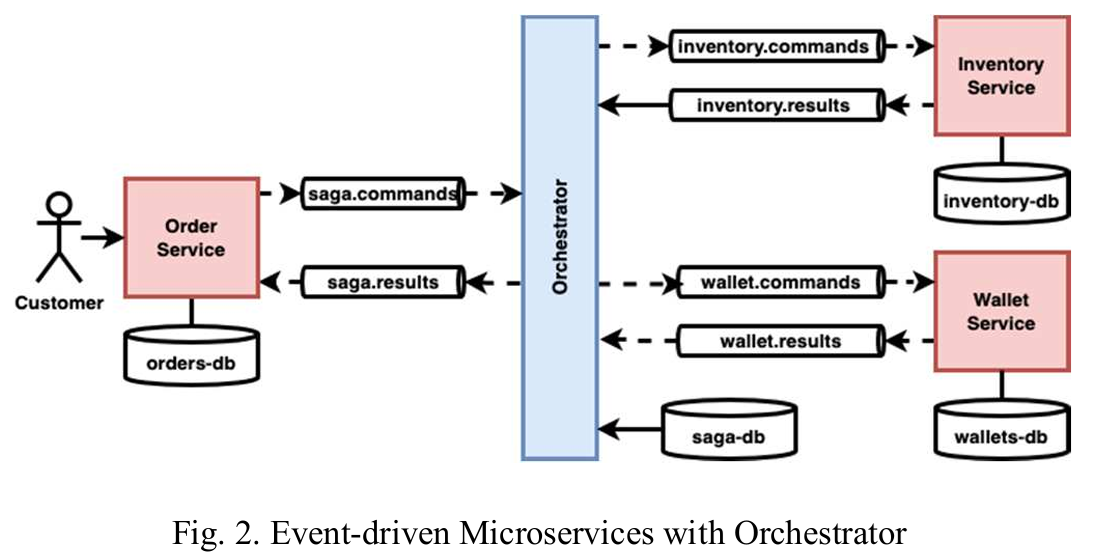 Customer
Order
Service
orders-db
saga.commands
saga.results
Orchestrator
inventory.commands
inventory.results
Inventory
Service
inventory-db
wallet.commands
wallet.results
Wallet
Service
wallets-db
saga-db
Fig. 2. Event-driven Microservices with Orchestrator